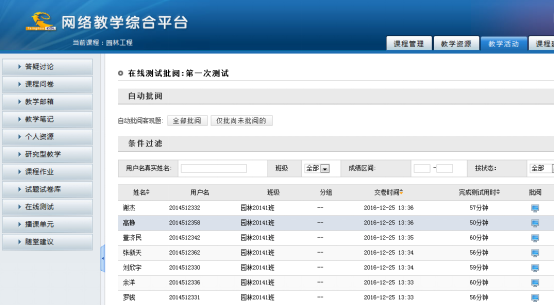 网络教学综合平台
当前课程：园林工程
课程管理 教学资源 教学活动
答疑讨论
课程问卷
教学邮箱
教学笔记
个人资源
研究型教学
课程作业
试题试卷库
在线测试
播课单元
随堂建议
在线测试批阅:第一次测试
自动批阅
自动批阅客观题: 全部批阅 仅批尚未批阅的
条件过滤
用户名真实姓名: 班级 全部 成绩区间: - 按状态: 全部
姓名 用户名 班级 分组 交卷时间 完成测试用时 批阅
谢杰 2014512332 园林20141班 -- 2016-12-25 13:36 57分钟
高静 2014512358 园林20141班 -- 2016-12-25 13:36 50分钟
董济民 2014512342 园林20141班 -- 2016-12-25 13:35 60分钟
张毅天 2014512362 园林20141班 -- 2016-12-25 13:34 56分钟
刘欣宇 2014512330 园林20141班 -- 2016-12-25 13:34 59分钟
余洋 2014512336 园林20141班 -- 2016-12-25 13:33 60分钟
罗锐 2014512331 园林20141班 -- 2016-12-25 13:33 56分钟